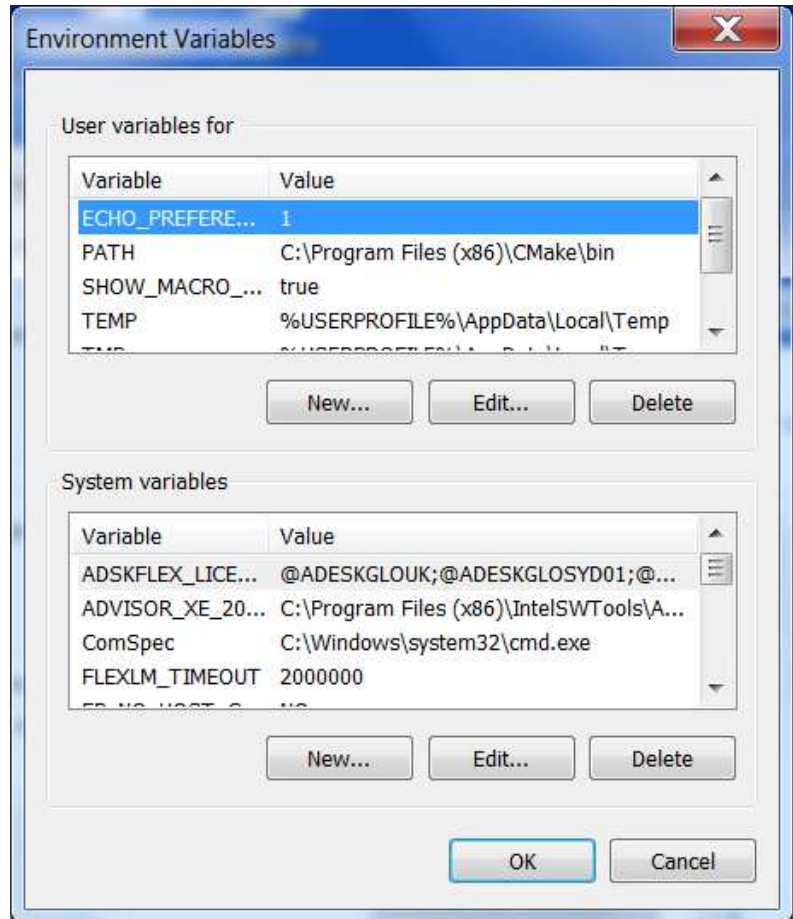 Environment Variables
User variables for
Variable Value
ECHO_PREFERE... 1
PATH C:\Program Files (x86)\CMake\bin
SHOW_MACRO_... true
TEMP %USERPROFILE%\AppData\Local\Temp
New... Edit... Delete
System variables
Variable Value
ADSKFLEX_LICE... @ADESKGLOUK;@ADESKGLOSYD01;@...
ADVISOR_XE_20... C:\Program Files (x86)\IntelSWTools\A...
ComSpec C:\Windows\system32\cmd.exe
FLEXLM_TIMEOUT 2000000
New... Edit... Delete
OK Cancel